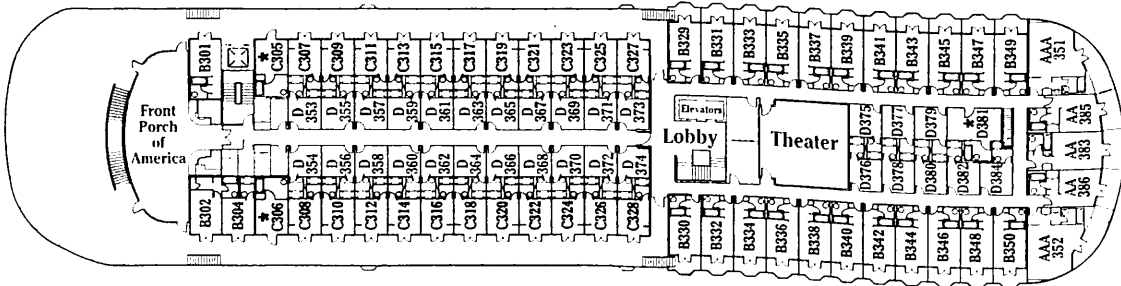 B301
*
C305
C307
C309
C311
C313
C315
C317
C319
C321
C323
C325
C327
B329
B331
B333
B335
B337
B339
B341
B343
B345
B347
B349
AAA
351
D
353
D
355
D
357
D
359
D
361
D
363
D
365
D
367
D
369
D
371
D
373
Elevators
Lobby
Theater
D375
D377
D379
*
D381
AA
385
Front
Porch
of
America
AA
383
D
354
D
356
D
358
D
360
D
362
D
364
D
366
D
368
D
370
D
372
D
374
D376
D378
D380
D382
D384
AA
386
B302
B304
*
C306
C308
C310
C312
C314
C316
C318
C320
C322
C324
C326
C328
B330
B332
B334
B336
B338
B340
B342
B344
B346
B348
B350
AAA
352